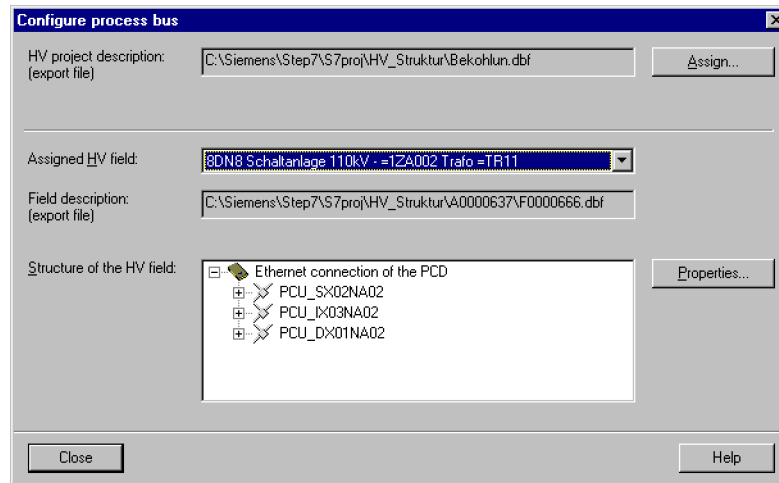 Configure process bus
HV project description:
(export file)
C:\Siemens\Step7\S7proj\HV_Struktur\Bekohlun.dbf
Assign...
Assigned HV field:
8DN8 Schaltanlage 110kV - =1ZA002 Trafo =TR11
Field description:
(export file)
C:\Siemens\Step7\S7proj\HV_Struktur\A0000637\F0000666.dbf
Structure of the HV field:
Ethernet connection of the PCD
PCU_SX02NA02
PCU_IX03NA02
PCU_DX01NA02
Properties...
Close
Help